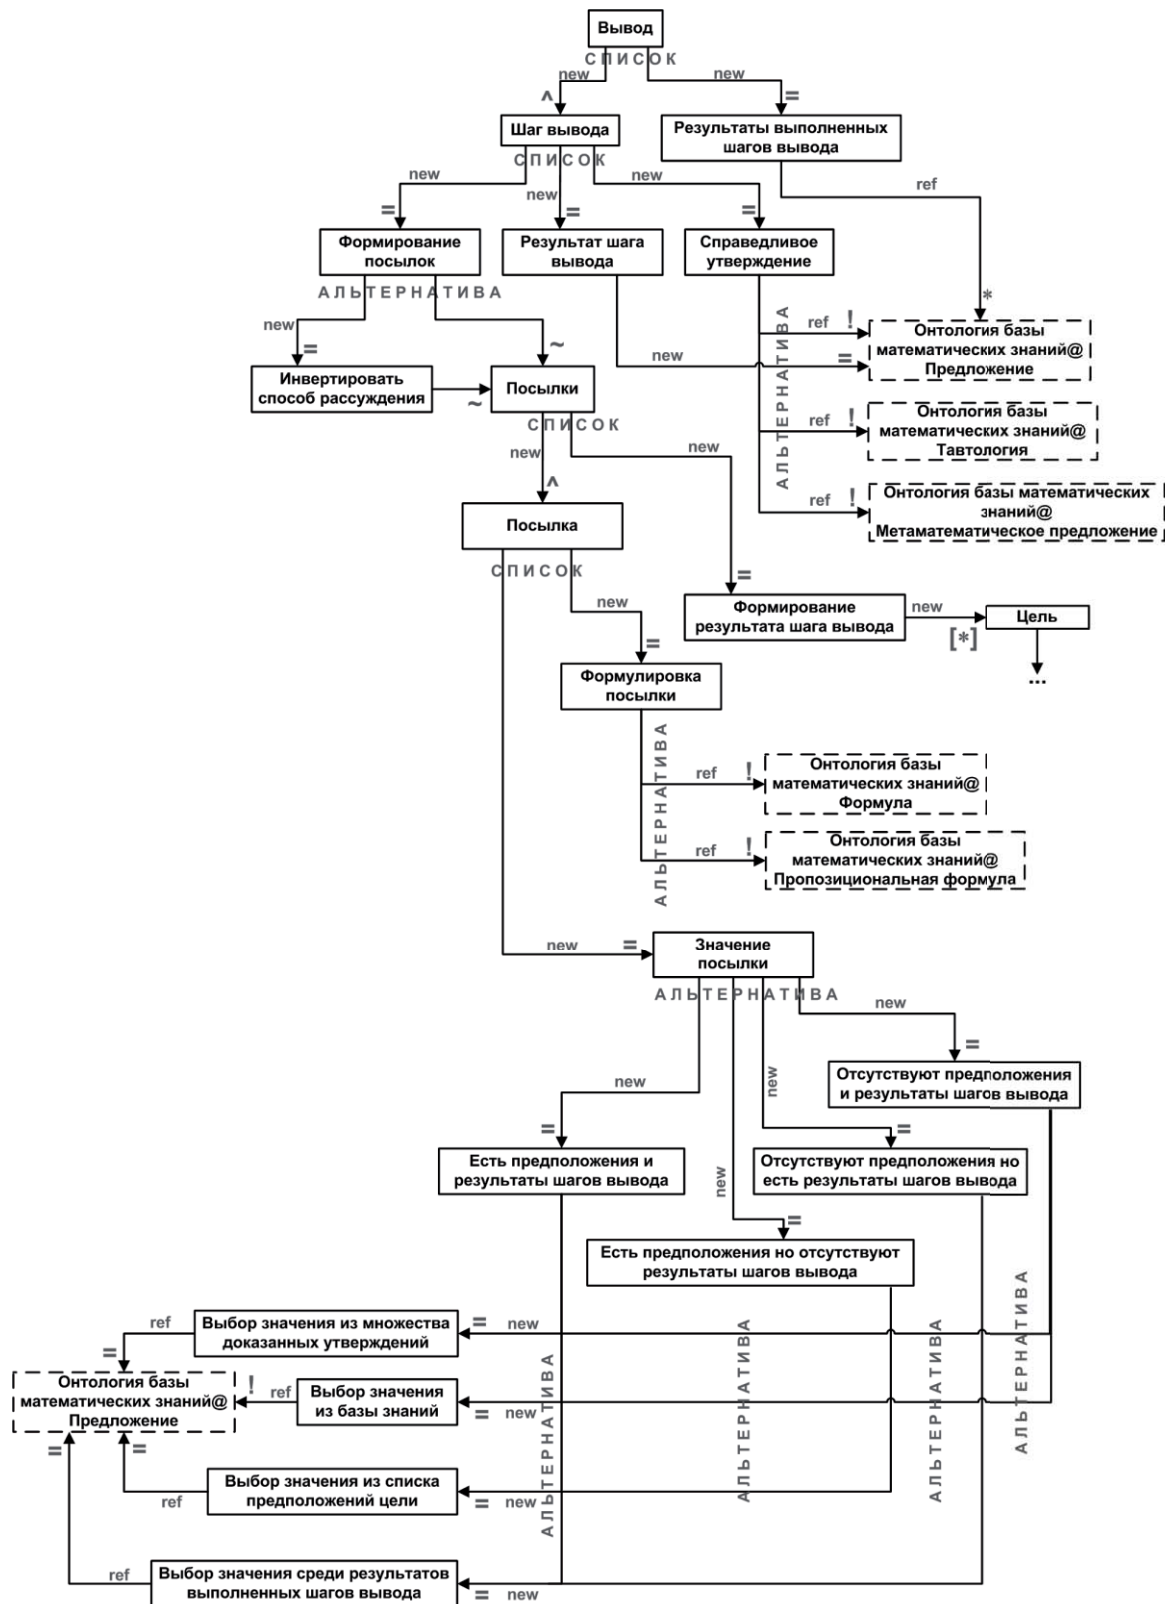 Вывод
СПИСОК
new
new
^
=
Шаг вывода
Результаты выполненных
шагов вывода
СПИСОК
new
new
new
ref
=
=
=
Формирование
посылок
Результат шага
вывода
Справедливое
утверждение
АЛЬТЕРНАТИВА
АЛЬТЕРНАТИВА
*
new
ref
!
Онтология базы
математических знаний@
Предложение
=
~
new
=
Инвертировать
способ рассуждения
~
Посылки
СПИСОК
ref
!
Онтология базы
математических знаний@
Тавтология
new
new
^
ref
!
Онтология базы математических
знаний@
Метаматематическое предложение
Посылка
СПИСОК
=
new
Формирование
результата шага вывода
new
[*]
Цель
...
=
Формулировка
посылки
АЛЬТЕРНАТИВА
ref
!
Онтология базы
математических знаний@
Формула
ref
!
Онтология базы
математических знаний@
Пропозициональная формула
new
=
Значение
посылки
АЛЬТЕРНАТИВА
new
=
new
new
Отсутствуют предположения
и результаты шагов вывода
=
=
new
Есть предположения и
результаты шагов вывода
Отсутствуют предположения но
есть результаты шагов вывода
=
Есть предположения но отсутствуют
результаты шагов вывода
АЛЬТЕРНАТИВА
АЛЬТЕРНАТИВА
АЛЬТЕРНАТИВА
АЛЬТЕРНАТИВА
ref
Выбор значения из множества
доказанных утверждений
=
new
=
Онтология базы
математических знаний@
Предложение
!
ref
Выбор значения
из базы знаний
=
new
=
=
ref
Выбор значения из списка
предположений цели
=
new
ref
Выбор значения среди результатов
выполненных шагов вывода
=
new